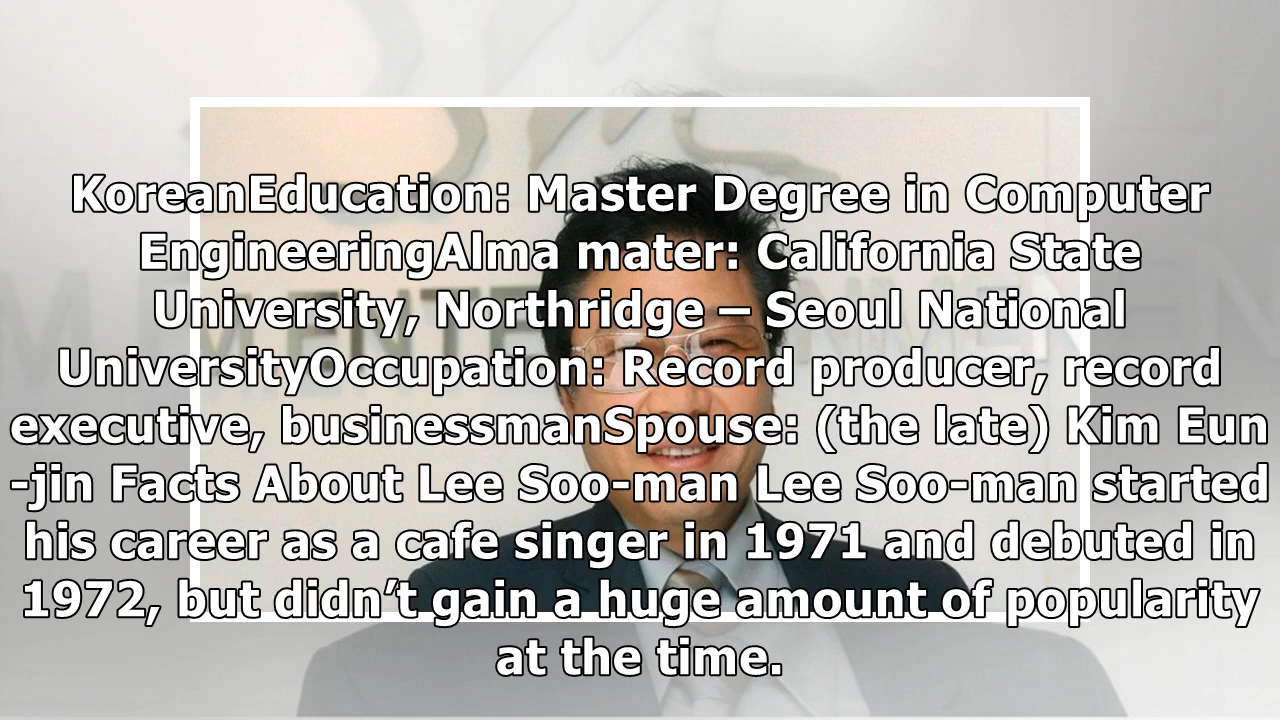 KoreanEducation: Master Degree in Computer
EngineeringAlma mater: California State
University, Northridge – Seoul National
UniversityOccupation: Record producer, record
executive, businessmanSpouse: (the late) Kim Eun
-jin Facts About Lee Soo-man Lee Soo-man started
his career as a cafe singer in 1971 and debuted in
1972, but didn’t gain a huge amount of popularity
at the time.